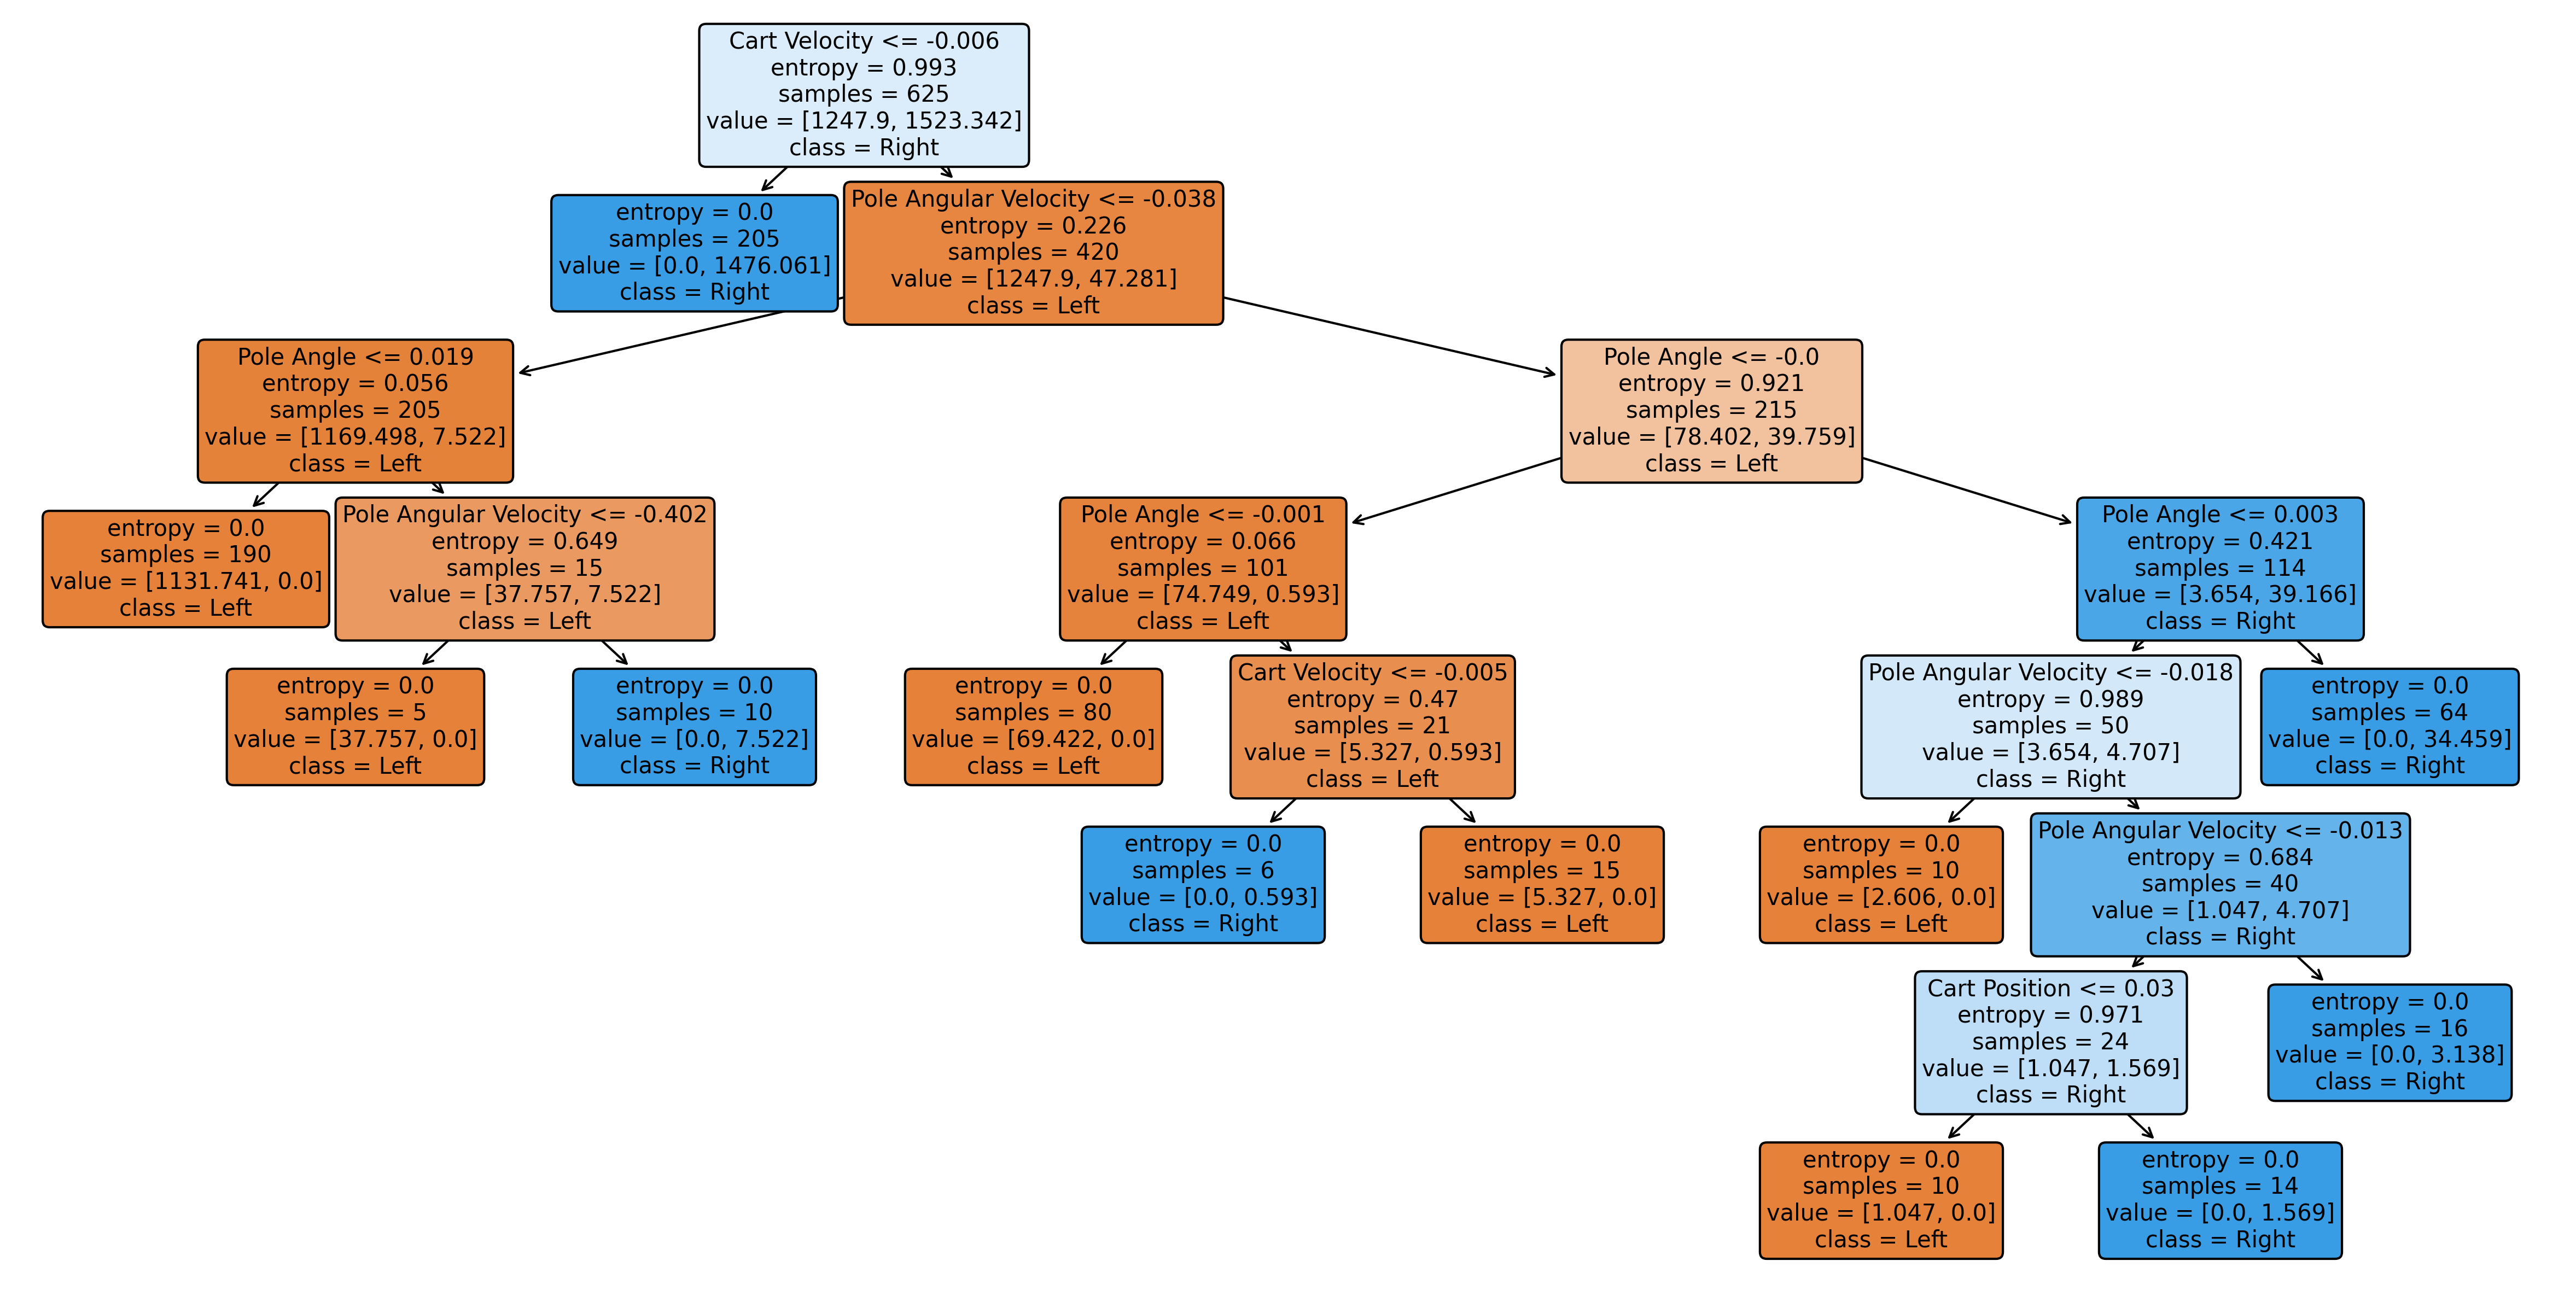 Cart Velocity <= -0.006
entropy = 0.993
samples = 625
value = [1247.9, 1523.342]
class = Right
entropy = 0.0
samples = 205
value = [0.0, 1476.061]
class = Right
Pole Angular Velocity <= -0.038
entropy = 0.226
samples = 420
value = [1247.9, 47.281]
class = Left
Pole Angle <= 0.019
entropy = 0.056
samples = 205
value = [1169.498, 7.522]
class = Left
Pole Angle <= -0.0
entropy = 0.921
samples = 215
value = [78.402, 39.759]
class = Left
entropy = 0.0
samples = 190
value = [1131.741, 0.0]
class = Left
Pole Angular Velocity <= -0.402
entropy = 0.649
samples = 15
value = [37.757, 7.522]
class = Left
Pole Angle <= -0.001
entropy = 0.066
samples = 101
value = [74.749, 0.593]
class = Left
Pole Angle <= 0.003
entropy = 0.421
samples = 114
value = [3.654, 39.166]
class = Right
entropy = 0.0
samples = 5
value = [37.757, 0.0]
class = Left
entropy = 0.0
samples = 10
value = [0.0, 7.522]
class = Right
entropy = 0.0
samples = 80
value = [69.422, 0.0]
class = Left
Cart Velocity <= -0.005
entropy = 0.47
samples = 21
value = [5.327, 0.593]
class = Left
Pole Angular Velocity <= -0.018
entropy = 0.989
samples = 50
value = [3.654, 4.707]
class = Right
entropy = 0.0
samples = 64
value = [0.0, 34.459]
class = Right
entropy = 0.0
samples = 6
value = [0.0, 0.593]
class = Right
entropy = 0.0
samples = 15
value = [5.327, 0.0]
class = Left
entropy = 0.0
samples = 10
value = [2.606, 0.0]
class = Left
Pole Angular Velocity <= -0.013
entropy = 0.684
samples = 40
value = [1.047, 4.707]
class = Right
Cart Position <= 0.03
entropy = 0.971
samples = 24
value = [1.047, 1.569]
class = Right
entropy = 0.0
samples = 16
value = [0.0, 3.138]
class = Right
entropy = 0.0
samples = 10
value = [1.047, 0.0]
class = Left
entropy = 0.0
samples = 14
value = [0.0, 1.569]
class = Right